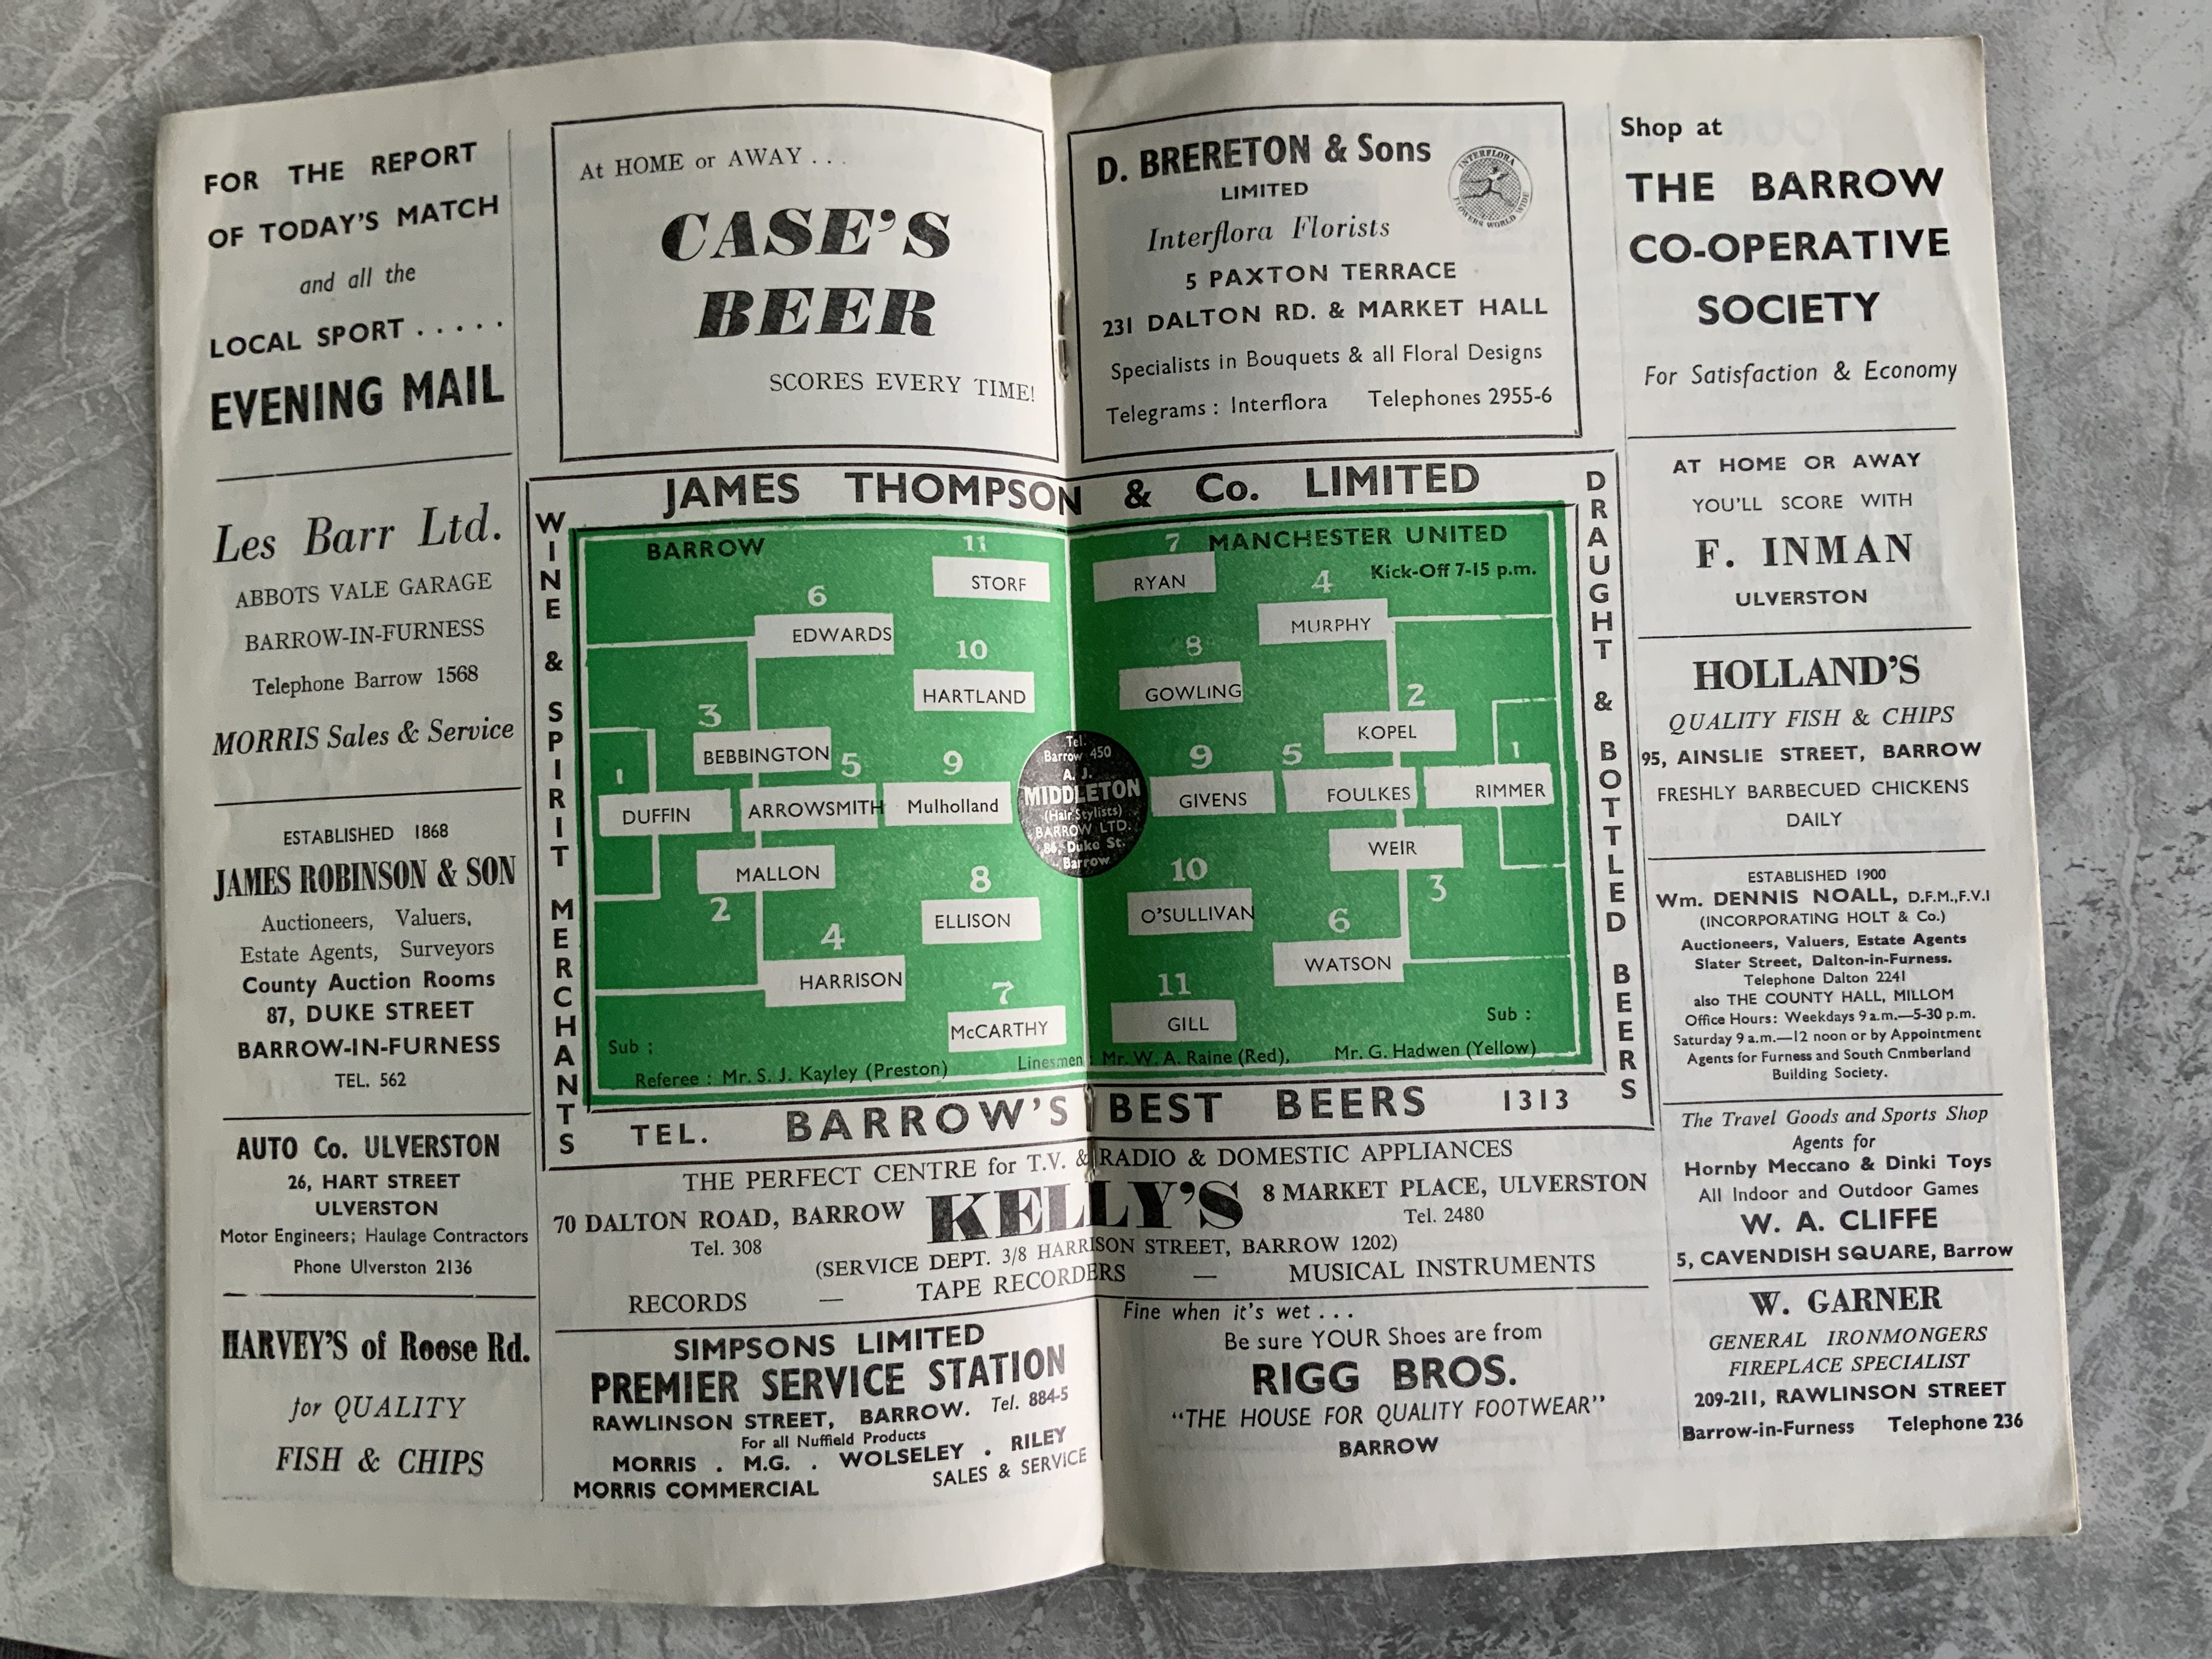 FOR THE REPORT
OF TODAY'S MATCH
and all the
LOCAL SPORT . . . . .
EVENING MAIL
Les Barr Ltd.
ABBOTS VALE GARAGE
BARROW-IN-FURNESS
Telephone Barrow 1568
MORRIS Sales & Service
ESTABLISHED 1868
JAMES ROBINSON & SON
Auctioneers, Valuers,
Estate Agents, Surveyors
County Auction Rooms
87, DUKE STREET
BARROW-IN-FURNESS
TEL. 562
AUTO Co. ULVERSTON
26, HART STREET
ULVERSTON
Motor Engineers; Haulage Contractors
Phone Ulverston 2136
HARVEY'S of Roose Rd.
for QUALITY
FISH & CHIPS
At HOME or AWAY . . .
CASE'S
BEER
SCORES EVERY TIME!
D. BRERETON & Sons
LIMITED
INTERFLORA
FLOWERS WORLD WIDE
Interflora Florists
5 PAXTON TERRACE
231 DALTON RD. & MARKET HALL
Specialists in Bouquets & all Floral Designs
Telegrams : Interflora Telephones 2955-6
JAMES THOMPSON & Co. LIMITED
WINE & SPIRIT MERCHANTS
BARROW
11
STORF
6
EDWARDS
10
HARTLAND
3
BEBBINGTON
5
9
1
DUFFIN
ARROWSMITH
Mulholland
MALLON
2
8
ELLISON
4
HARRISON
7
McCARTHY
Sub :
Referee : Mr. S. J. Kayley (Preston)
Tel.
Barrow 450
A. J.
MIDDLETON
(Hair Stylists)
BARROW LTD.
86, Duke St.
Barrow
7 MANCHESTER UNITED
Kick-Off 7-15 p.m.
RYAN
4
MURPHY
8
GOWLING
2
KOPEL
9
5
1
GIVENS
FOULKES
RIMMER
WEIR
3
10
O'SULLIVAN
6
WATSON
11
GILL
Sub :
Linesmen : Mr. W. A. Raine (Red), Mr. G. Hadwen (Yellow)
DRAUGHT & BOTTLED BEERS
TEL. BARROW'S BEST BEERS 1313
THE PERFECT CENTRE for T.V. & RADIO & DOMESTIC APPLIANCES
70 DALTON ROAD, BARROW KELLY'S 8 MARKET PLACE, ULVERSTON
Tel. 308 Tel. 2480
(SERVICE DEPT. 3/8 HARRISON STREET, BARROW 1202)
RECORDS — TAPE RECORDERS — MUSICAL INSTRUMENTS
SIMPSONS LIMITED
PREMIER SERVICE STATION
RAWLINSON STREET, BARROW. Tel. 884-5
For all Nuffield Products
MORRIS . M.G. . WOLSELEY . RILEY
MORRIS COMMERCIAL SALES & SERVICE
Fine when it's wet . . .
Be sure YOUR Shoes are from
RIGG BROS.
"THE HOUSE FOR QUALITY FOOTWEAR"
BARROW
Shop at
THE BARROW
CO-OPERATIVE
SOCIETY
For Satisfaction & Economy
AT HOME OR AWAY
YOU'LL SCORE WITH
F. INMAN
ULVERSTON
HOLLAND'S
QUALITY FISH & CHIPS
95, AINSLIE STREET, BARROW
FRESHLY BARBECUED CHICKENS
DAILY
ESTABLISHED 1900
Wm. DENNIS NOALL, D.F.M.,F.V.I
(INCORPORATING HOLT & Co.)
Auctioneers, Valuers, Estate Agents
Slater Street, Dalton-in-Furness.
Telephone Dalton 2241
also THE COUNTY HALL, MILLOM
Office Hours: Weekdays 9 a.m.—5-30 p.m.
Saturday 9 a.m.—12 noon or by Appointment
Agents for Furness and South Cnmberland
Building Society.
The Travel Goods and Sports Shop
Agents for
Hornby Meccano & Dinki Toys
All Indoor and Outdoor Games
W. A. CLIFFE
5, CAVENDISH SQUARE, Barrow
W. GARNER
GENERAL IRONMONGERS
FIREPLACE SPECIALIST
209-211, RAWLINSON STREET
Barrow-in-Furness Telephone 236